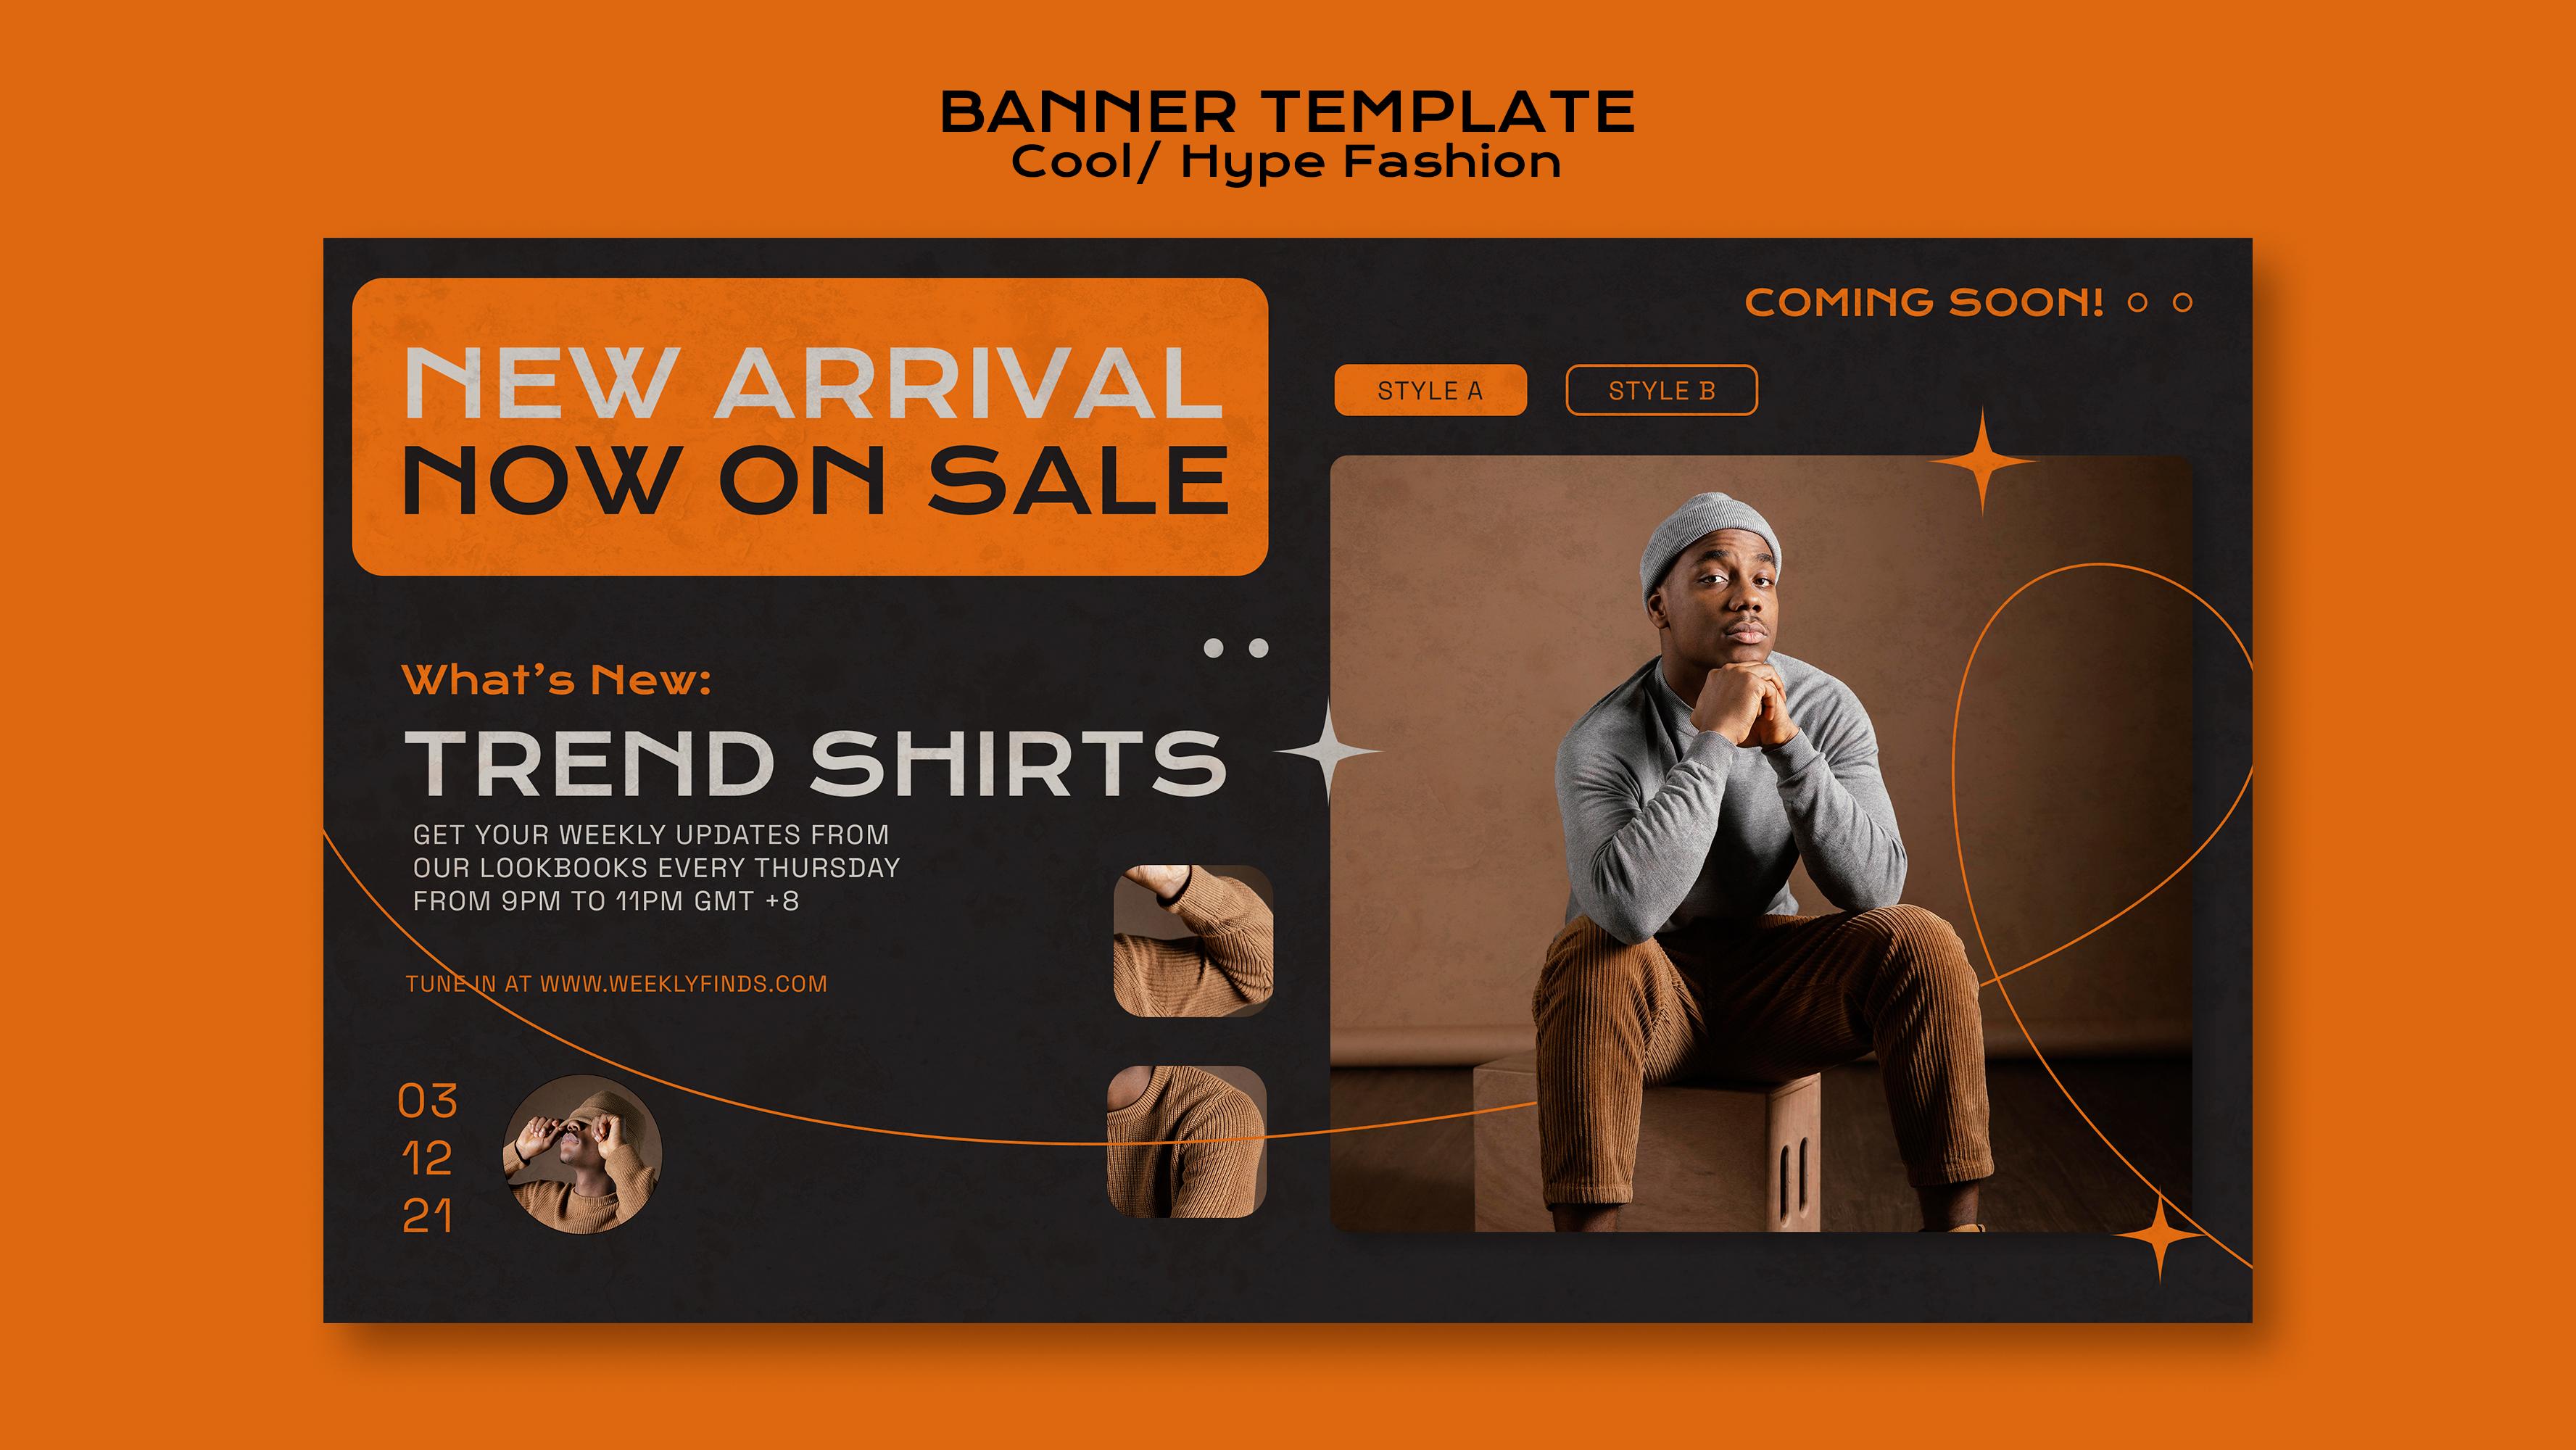 BANNER TEMPLATE
Cool/ Hype Fashion
NEW ARRIVAL
NOW ON SALE
COMING SOON!
STYLE A
STYLE B
What's New:
TREND SHIRTS
GET YOUR WEEKLY UPDATES FROM
OUR LOOKBOOKS EVERY THURSDAY
FROM 9PM TO 11PM GMT +8
TUNE IN AT WWW.WEEKLYFINDS.COM
03
12
21